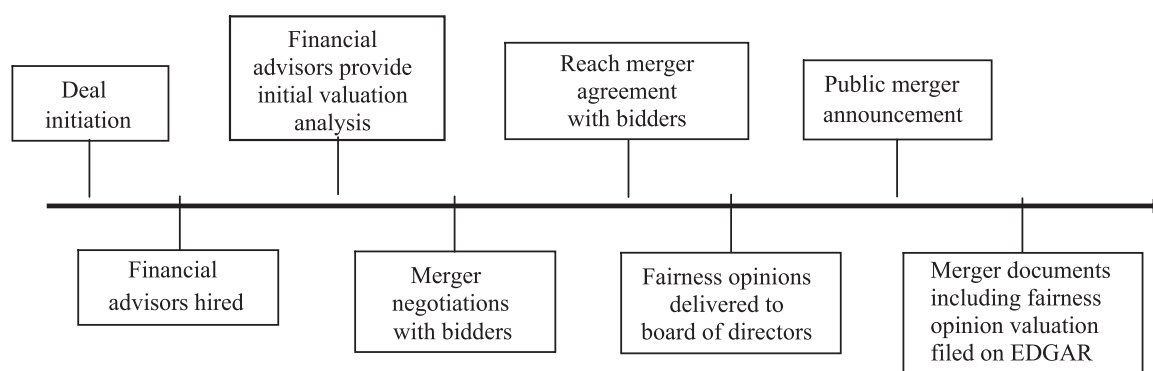 Deal
initiation
Financial
advisors hired
Financial
advisors provide
initial valuation
analysis
Merger
negotiations
with bidders
Reach merger
agreement
with bidders
Fairness opinions
delivered to
board of directors
Public merger
announcement
Merger documents
including fairness
opinion valuation
filed on EDGAR